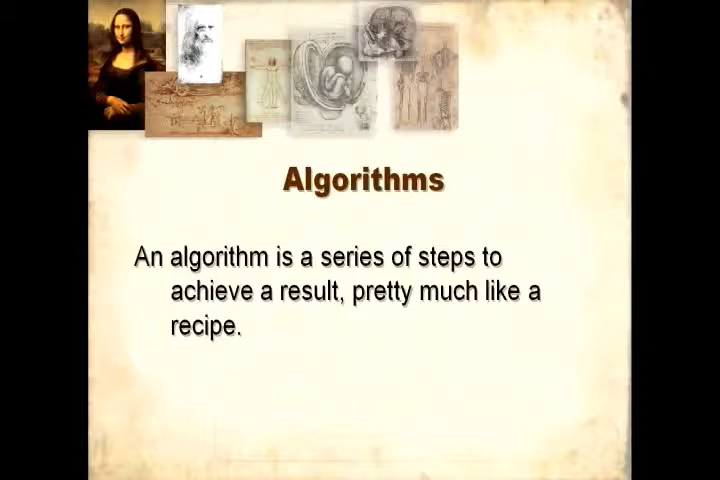 Algorithms
An algorithm is a series of steps to
achieve a result, pretty much like a
recipe.